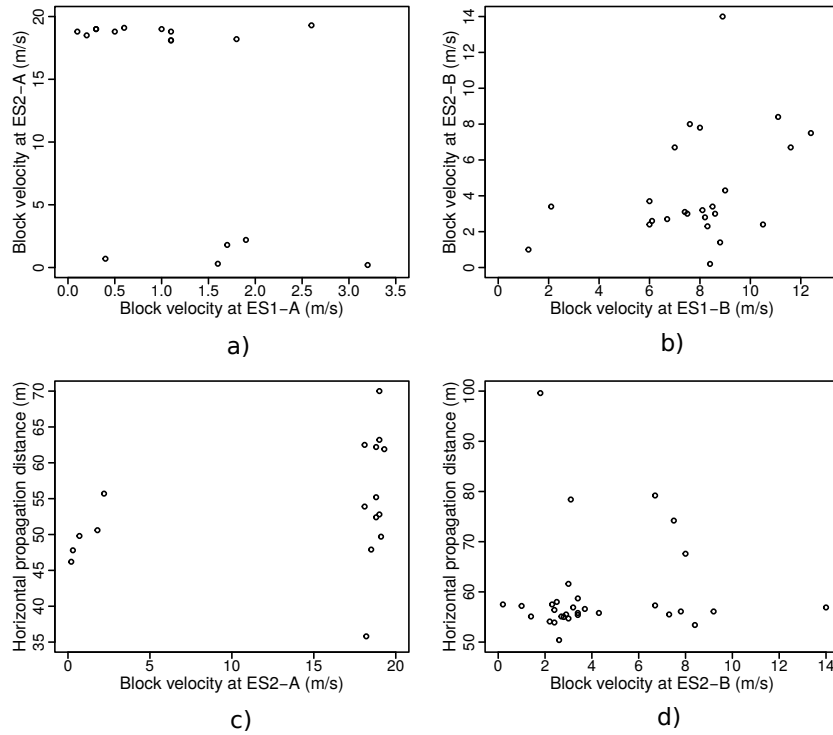 Block velocity at ES2−A (m/s)
20
15
10
5
0
0.0 0.5 1.0 1.5 2.0 2.5 3.0 3.5
Block velocity at ES1−A (m/s)
a)
Block velocity at ES2−B (m/s)
14
12
10
8
6
4
2
0
2 4 6 8 10 12
Block velocity at ES1−B (m/s)
b)
Horizontal propagation distance (m)
70
65
60
55
50
45
40
35
0 5 10 15 20
Block velocity at ES2−A (m/s)
c)
Horizontal propagation distance (m)
100
90
80
70
60
50
0 2 4 6 8 10 12 14
Block velocity at ES2−B (m/s)
d)